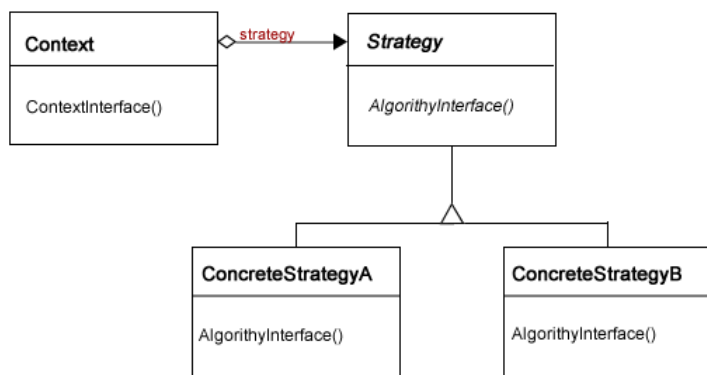 Context
strategy
Strategy
ContextInterface()
AlgorithyInterface()
ConcreteStrategyA
ConcreteStrategyB
AlgorithyInterface()
AlgorithyInterface()